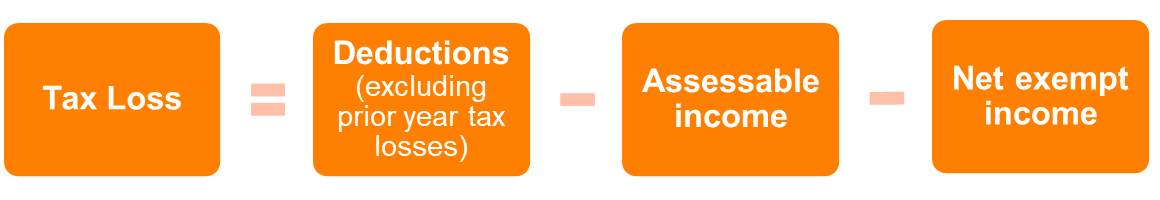 Tax Loss
=
Deductions
(excluding
prior year tax
losses)
–
Assessable
income
–
Net exempt
income